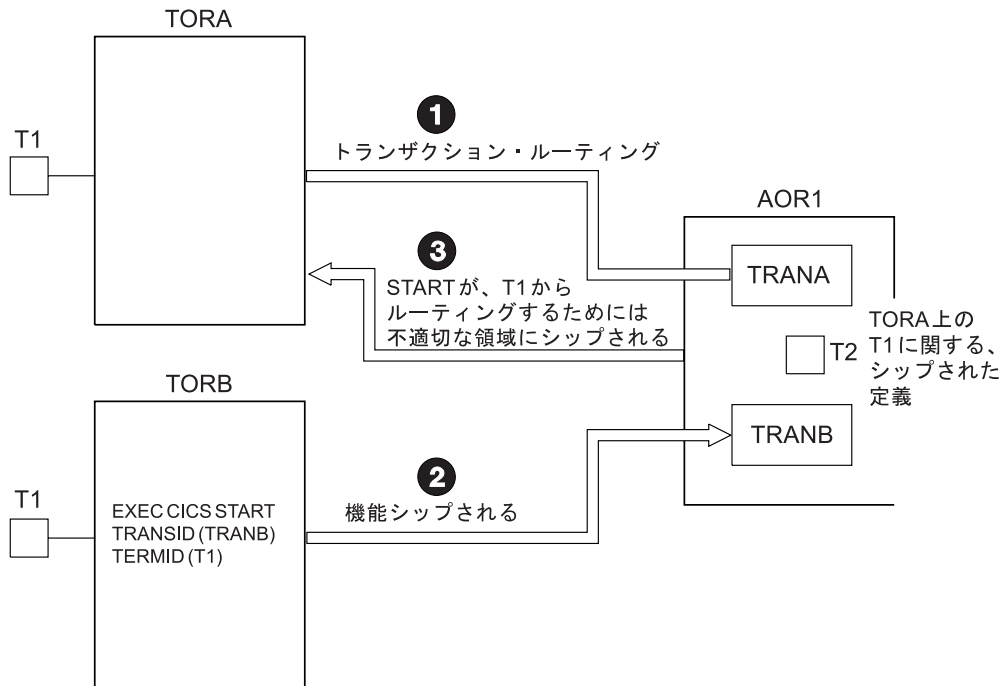 TORA
T1
❶
トランザクション・ルーティング
AOR1
TRANA
❸
STARTが、T1から
ルーティングするためには
不適切な領域にシップされる
T2
TORA上の
T1に関する、
シップされた
定義
TORB
TRANB
T1
EXEC CICS START
TRANSID (TRANB)
TERMID (T1)
❷
機能シップされる